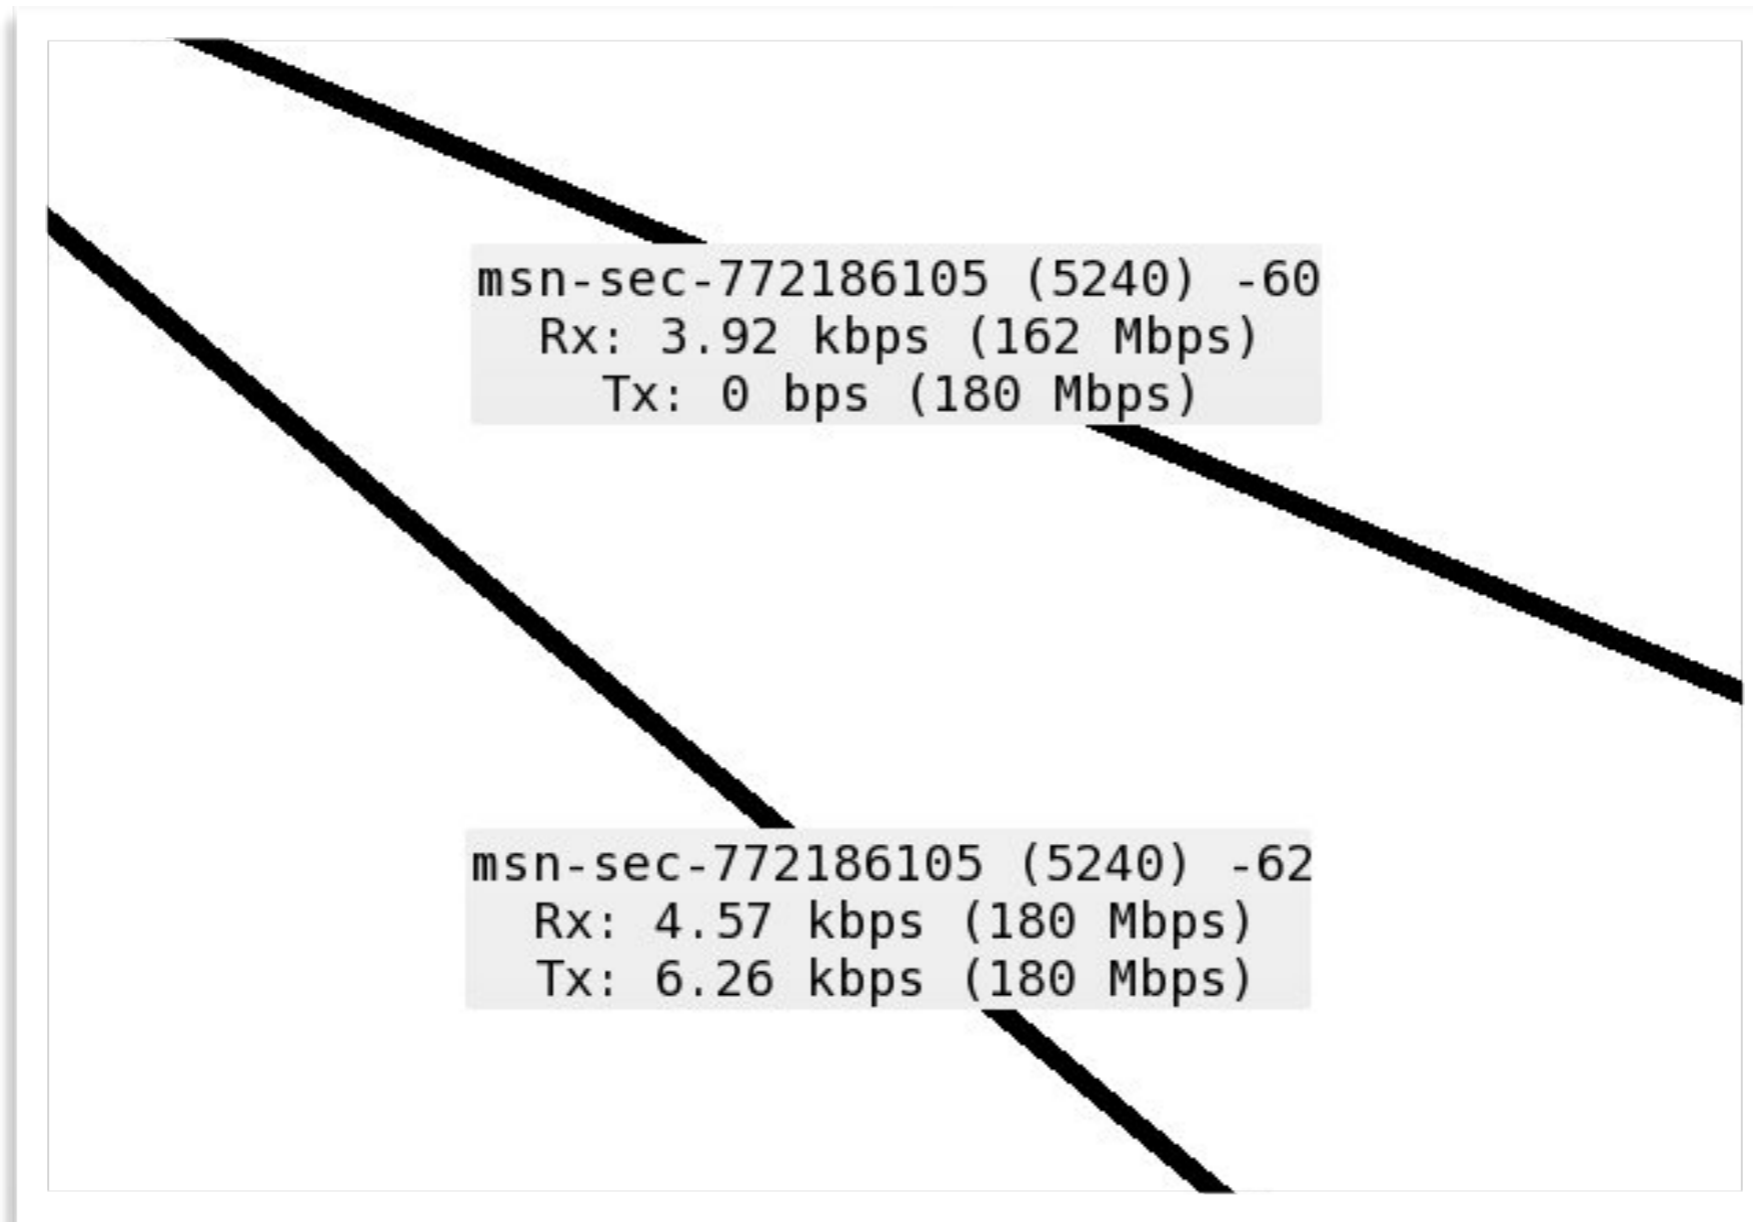 msn-sec-772186105 (5240) -60
Rx: 3.92 kbps (162 Mbps)
Tx: 0 bps (180 Mbps)
msn-sec-772186105 (5240) -62
Rx: 4.57 kbps (180 Mbps)
Tx: 6.26 kbps (180 Mbps)